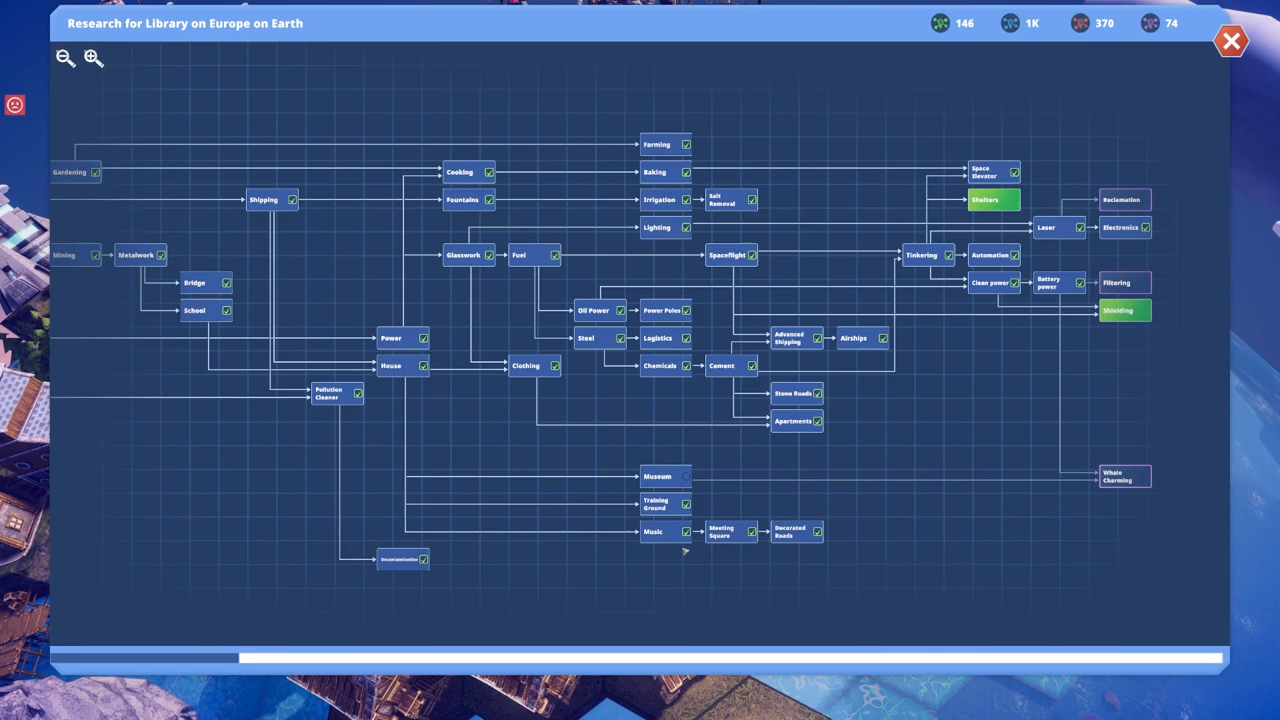 Research for Library on Europe on Earth
146
1K
370
74
Farming
Gardening
Cooking
Baking
Space
Elevator
Shipping
Fountains
Irrigation
Salt
Removal
Shelters
Reclamation
Lighting
Laser
Electronics
Mining
Metalwork
Glasswork
Fuel
Spaceflight
Tinkering
Automation
Bridge
Clean power
Battery
power
Filtering
School
Oil Power
Power Poles
Shielding
Power
Steel
Logistics
Advanced
Shipping
Airships
House
Clothing
Chemicals
Cement
Pollution
Cleaner
Stone Roads
Apartments
Museum
Whale
Charming
Training
Ground
Music
Meeting
Square
Decorated
Roads